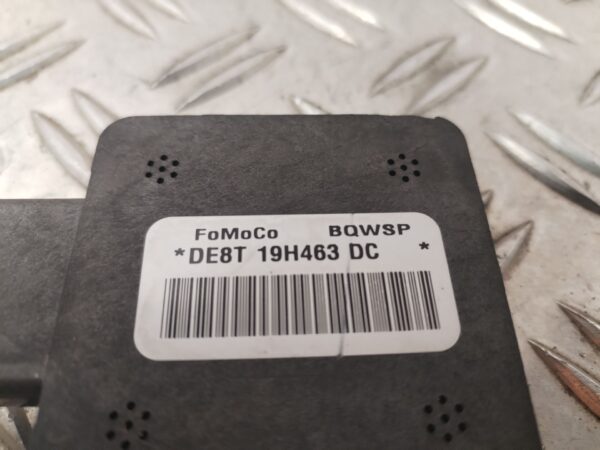 FoMoCo BQWSP
*DE8T 19H463 DC *